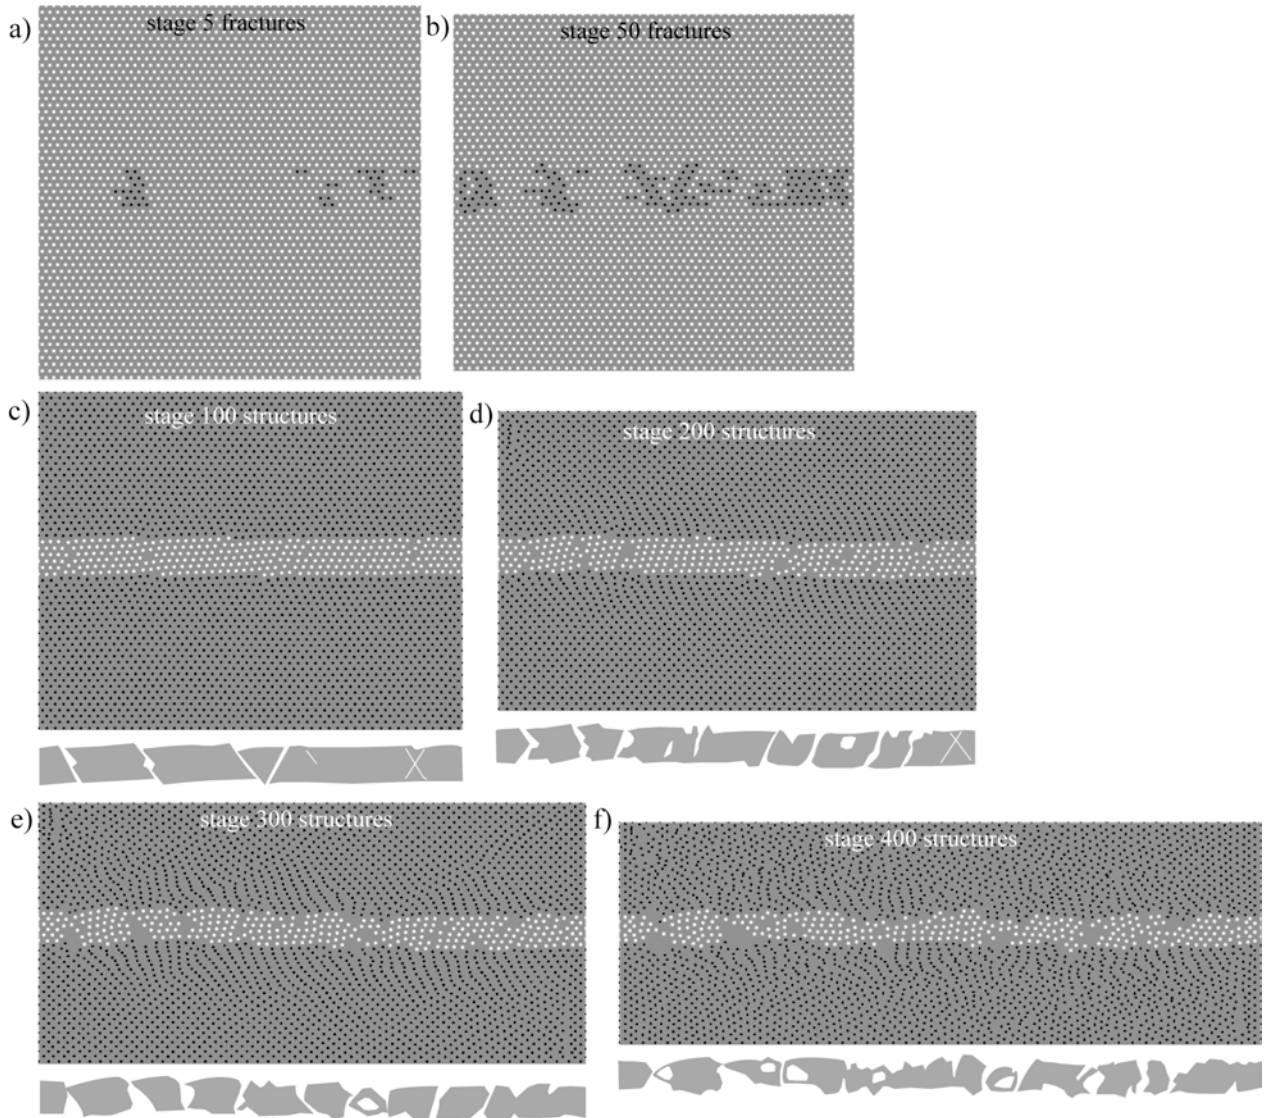 a)
stage 5 fractures
b)
stage 50 fractures
c)
stage 100 structures
d)
stage 200 structures
e)
stage 300 structures
f)
stage 400 structures